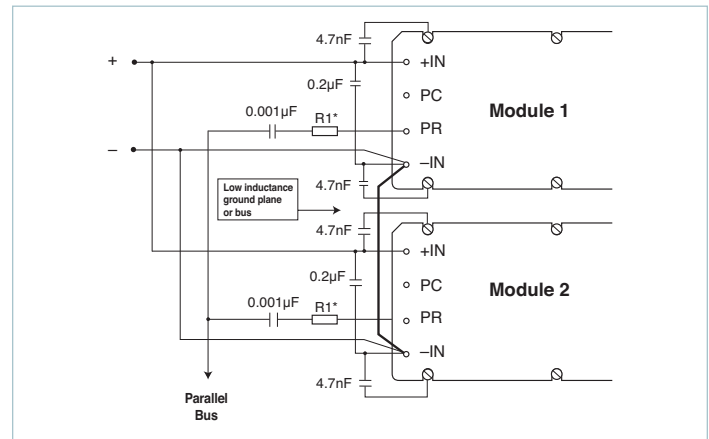 4.7nF
+
+IN
0.2µF
PC
Module 1
0.001µF
R1*
PR
–
–IN
4.7nF
Low inductance
ground plane
or bus
4.7nF
+IN
0.2µF
PC
Module 2
0.001µF
R1*
PR
–IN
4.7nF
Parallel
Bus